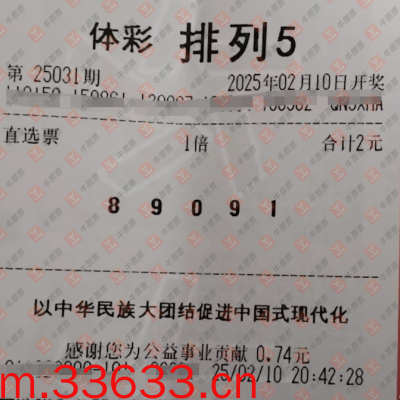 体彩 排列5
第 25031期 2025年02月10日开奖
直选票 1倍 合计2元
8 9 0 9 1
以中华民族大团结促进中国式现代化
感谢您为公益事业贡献 0.74元
25/02/10 20:42:28
m.33633.cn